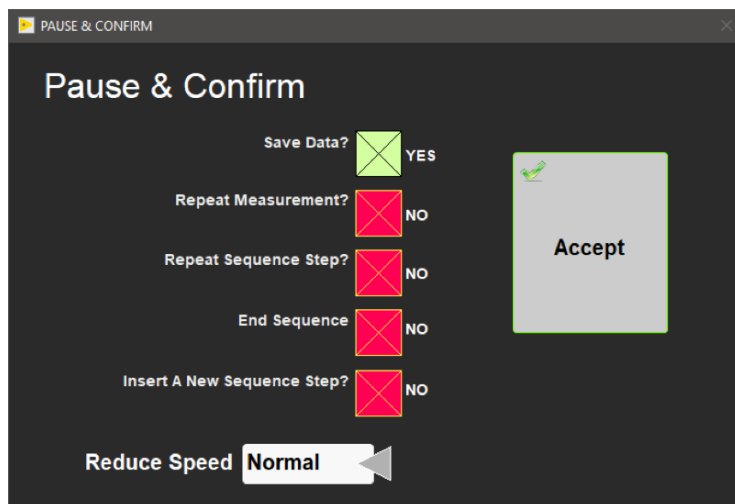 PAUSE & CONFIRM
Pause & Confirm
Save Data? YES
Repeat Measurement? NO
Repeat Sequence Step? NO
End Sequence NO
Insert A New Sequence Step? NO
Accept
Reduce Speed Normal